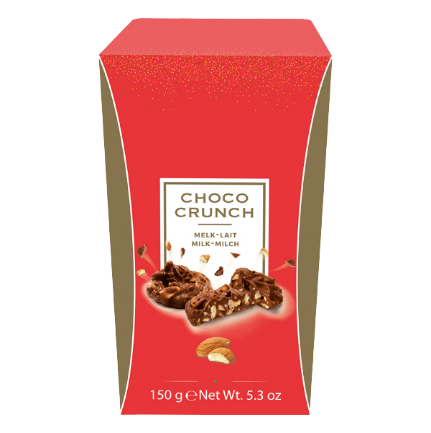 CHOCO
CRUNCH
MELK-LAIT
MILK-MILCH
150 g ℮ Net Wt. 5.3 oz